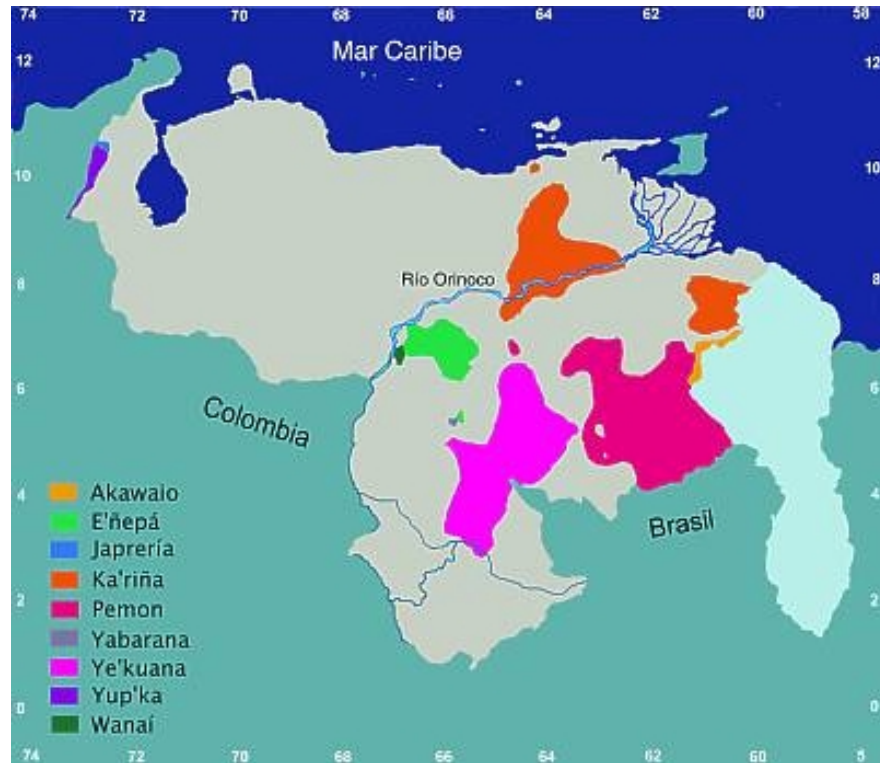 74 72 70 68 66 64 62 60 58
Mar Caribe
12 12
10 10
Río Orinoco
8 8
6 6
Colombia
4 4
Akawaio
E'ñepá
Brasil
Japrería
Ka'riña
Pemon
2 2
Yabarana
Ye'kuana
Yup'ka
0 0
Wanaí
74 72 70 68 66 64 62 60 5